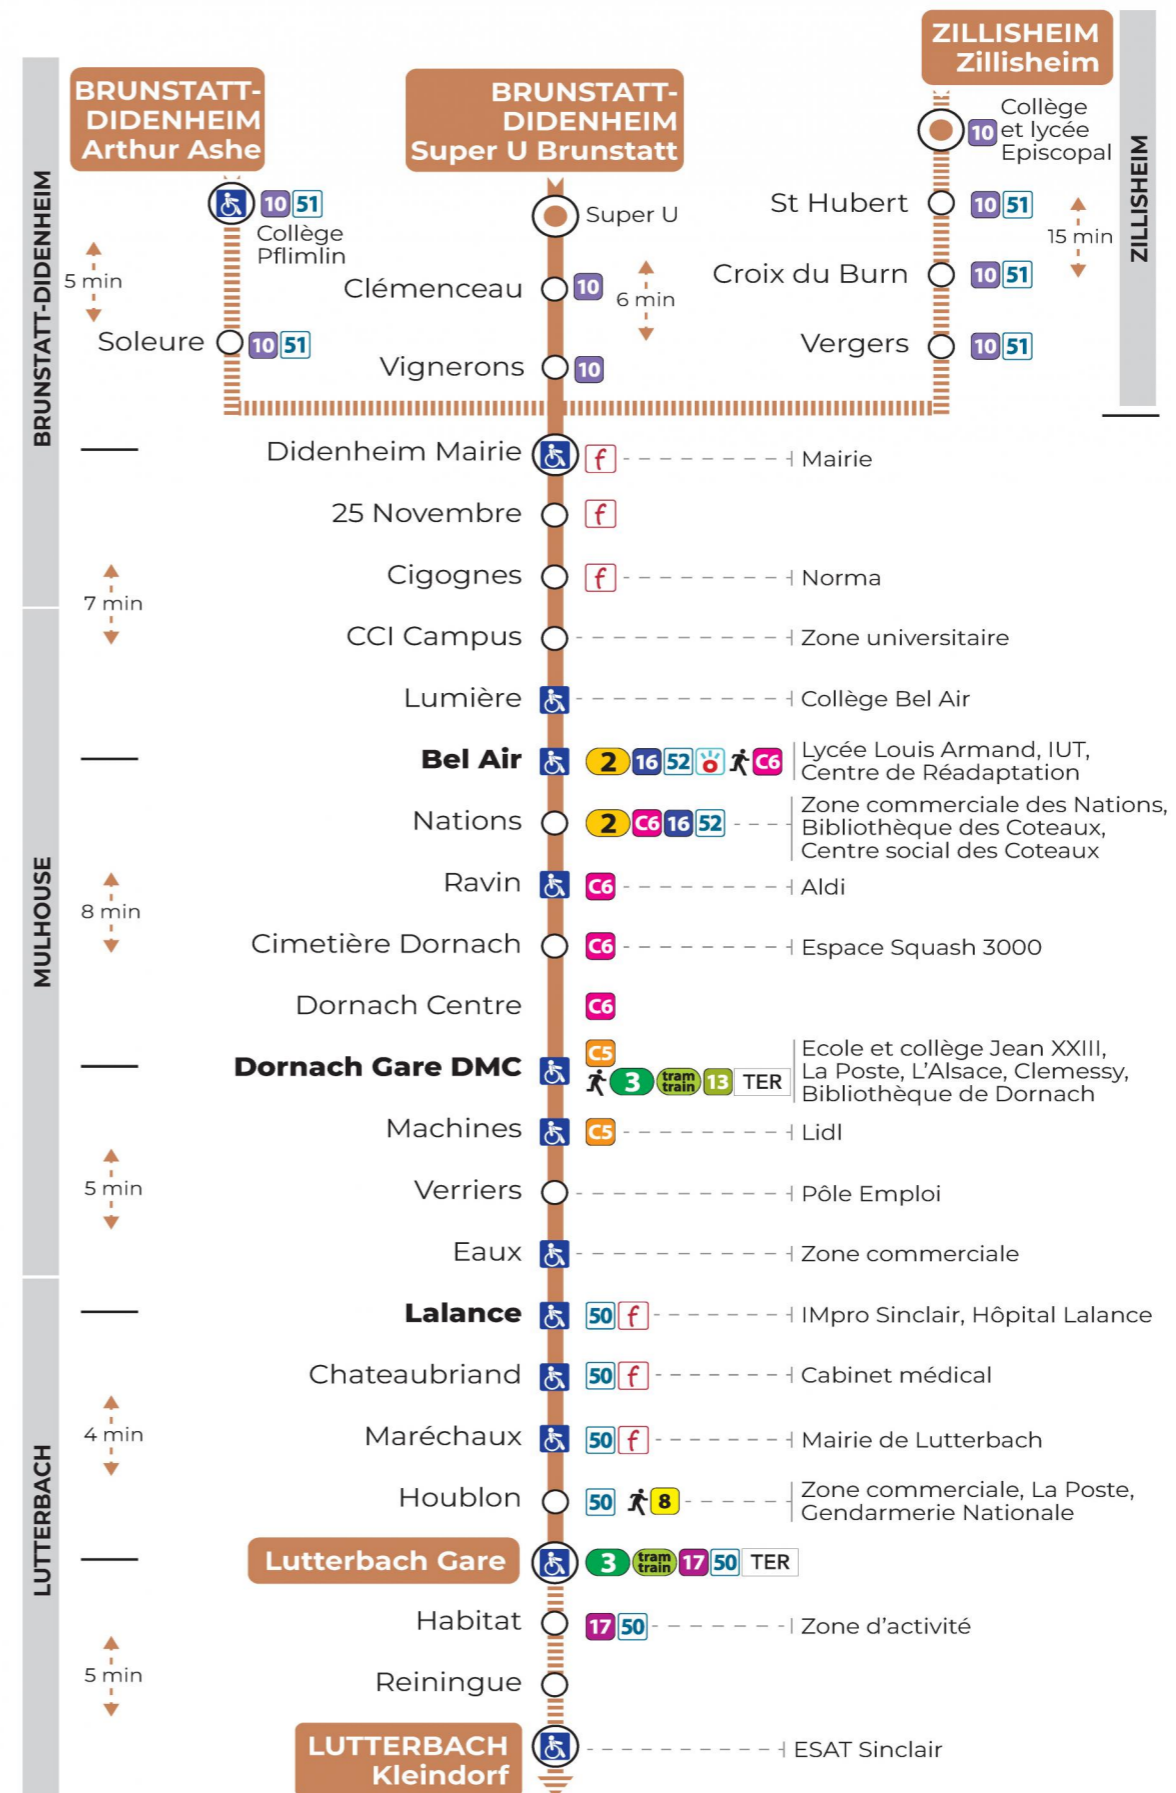 ZILLISHEIM
Zillisheim
BRUNSTATT-
DIDENHEIM
Arthur Ashe
BRUNSTATT-
DIDENHEIM
Super U Brunstatt
10 Collège
et lycée
Episcopal
ZILLISHEIM
BRUNSTATT-DIDENHEIM
10 51
Collège
Pflimlin
Super U
St Hubert 10 51
15 min
5 min
Clémenceau 10
6 min
Croix du Burn 10 51
Soleure 10 51
Vignerons 10
Vergers 10 51
Didenheim Mairie f Mairie
25 Novembre f
Cigognes f Norma
7 min
CCI Campus Zone universitaire
Lumière Collège Bel Air
MULHOUSE
Bel Air 2 16 52 C6 Lycée Louis Armand, IUT,
Centre de Réadaptation
Nations 2 C6 16 52 Zone commerciale des Nations,
Bibliothèque des Coteaux,
Centre social des Coteaux
Ravin C6 Aldi
8 min
Cimetière Dornach C6 Espace Squash 3000
Dornach Centre C6
Dornach Gare DMC C5
3 tram train 13 TER
Ecole et collège Jean XXIII,
La Poste, L'Alsace, Clemessy,
Bibliothèque de Dornach
Machines C5 Lidl
5 min
Verriers Pôle Emploi
Eaux Zone commerciale
LUTTERBACH
Lalance 50 f IMpro Sinclair, Hôpital Lalance
Chateaubriand 50 f Cabinet médical
4 min
Maréchaux 50 f Mairie de Lutterbach
Houblon 50 8 Zone commerciale, La Poste,
Gendarmerie Nationale
Lutterbach Gare 3 tram train 17 50 TER
Habitat 17 50 Zone d'activité
5 min
Reiningue
LUTTERBACH
Kleindorf
ESAT Sinclair